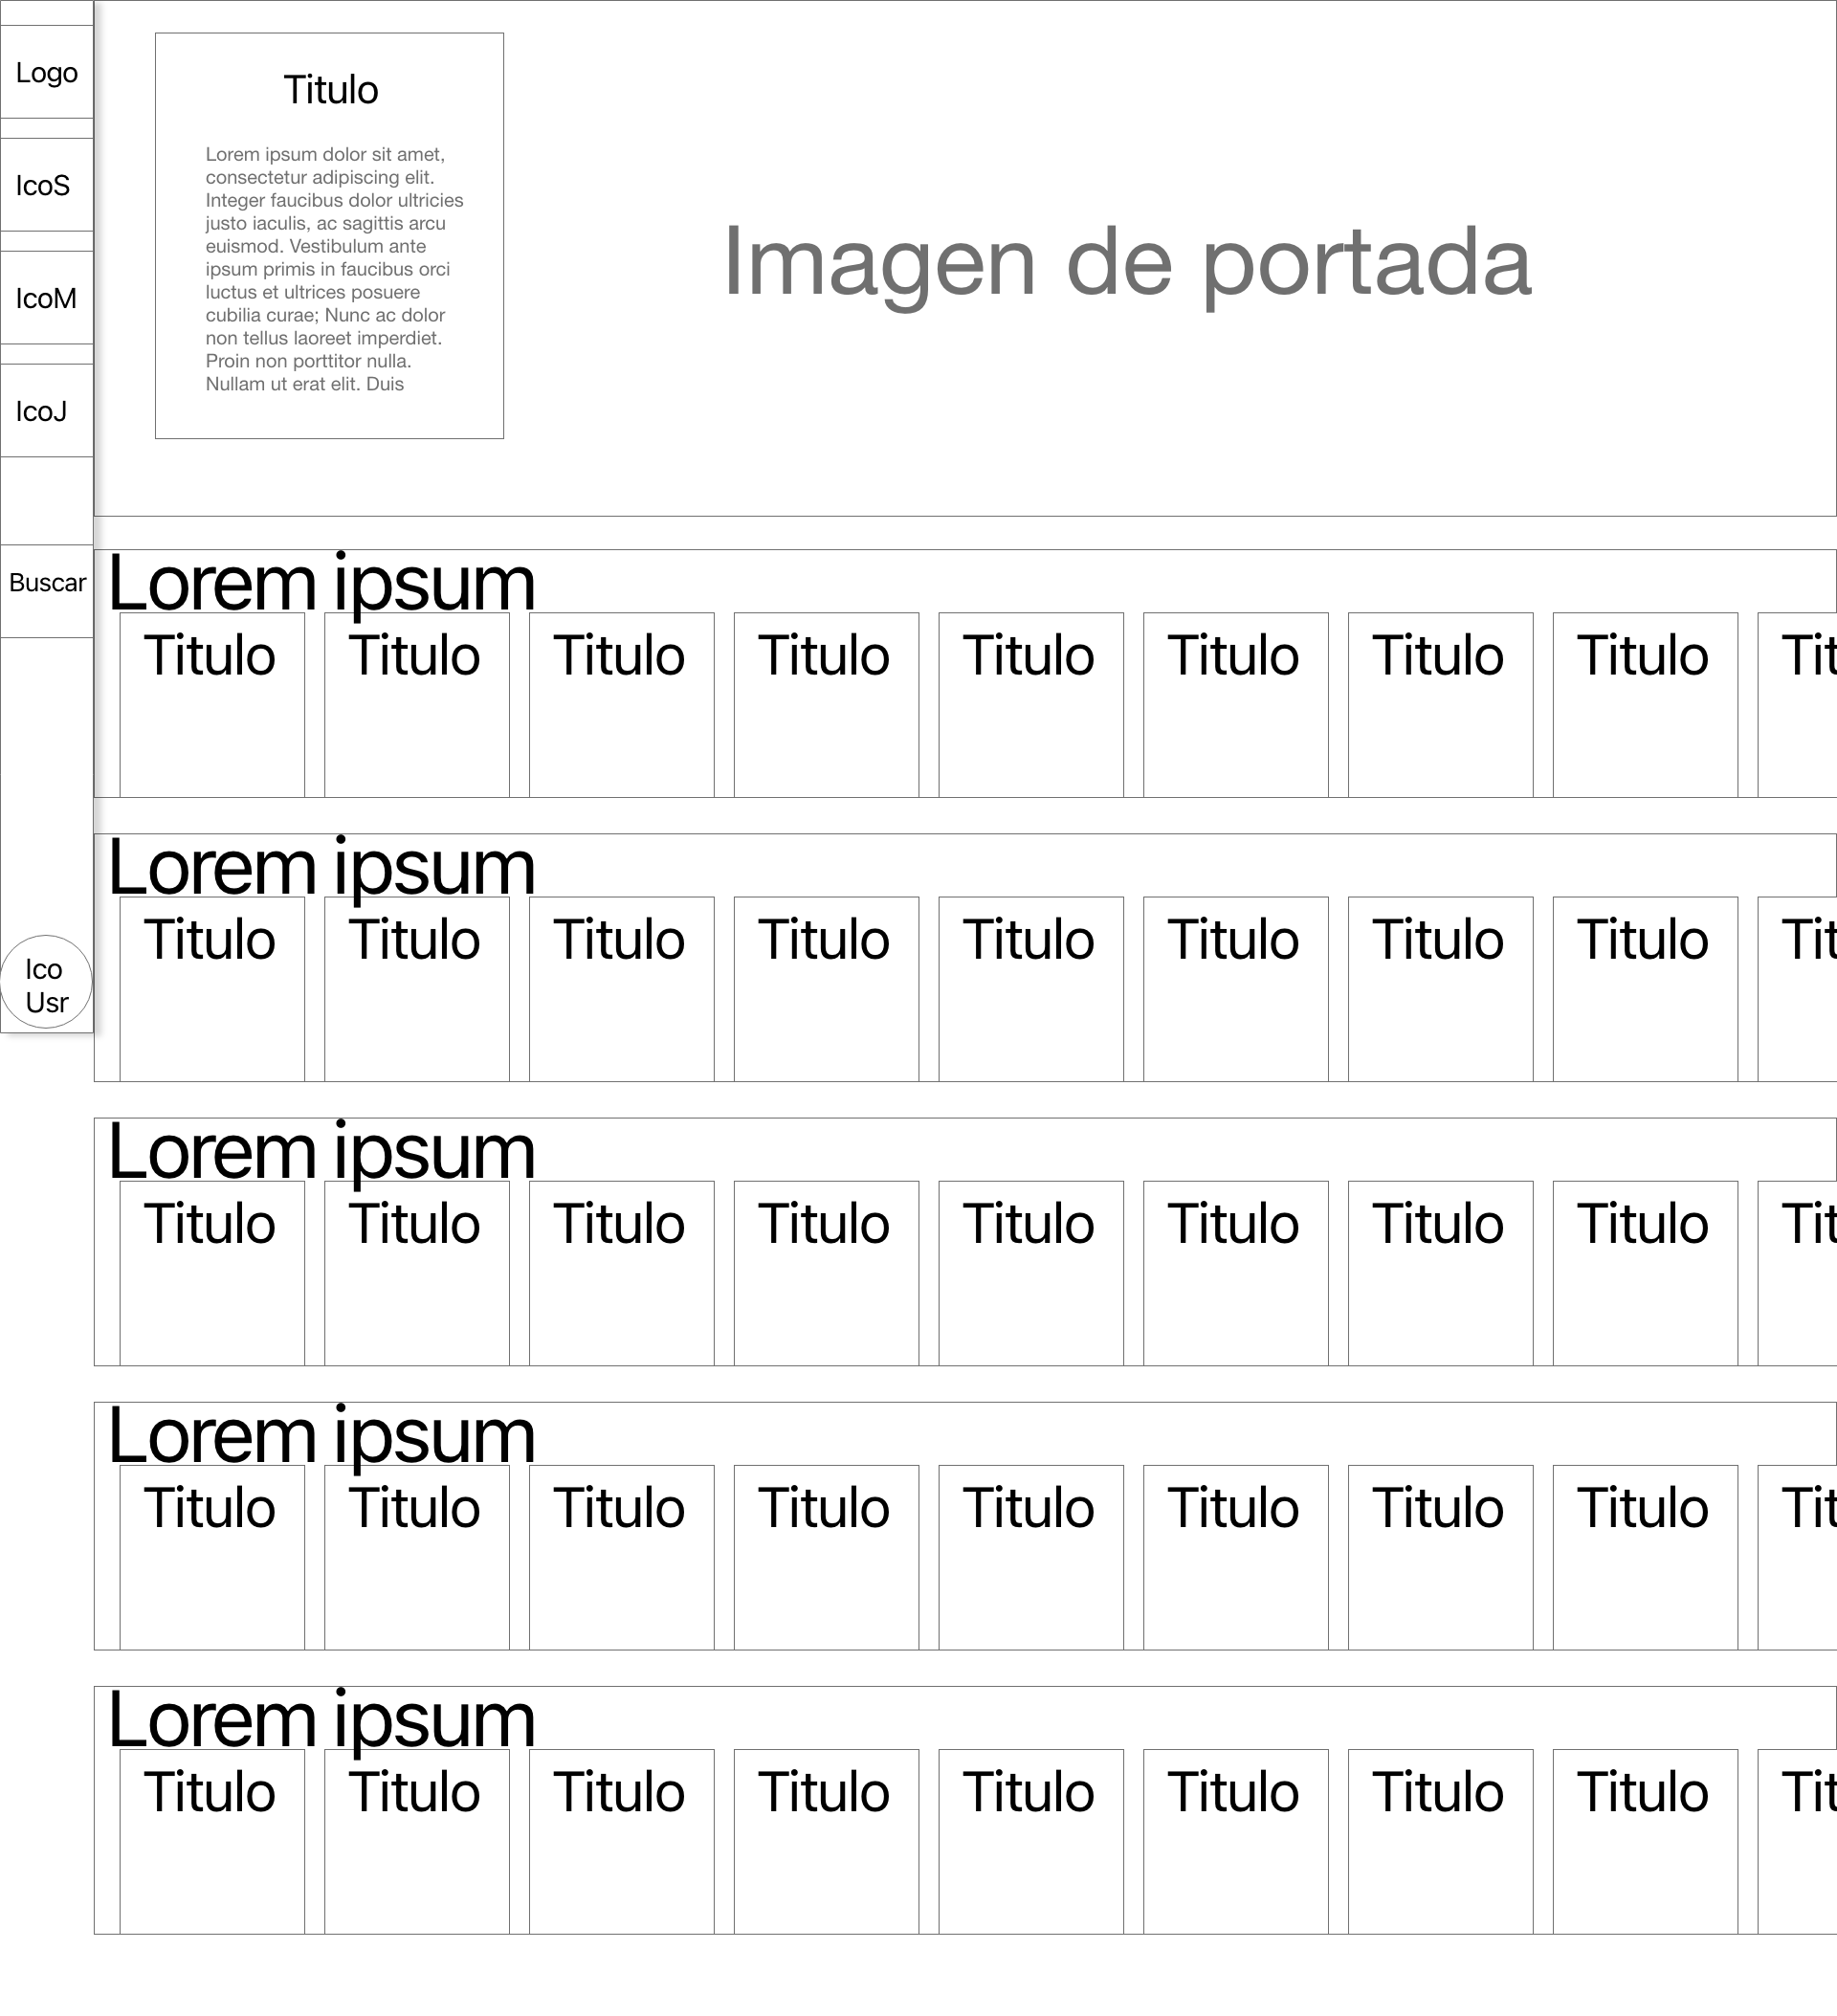 Logo
IcoS
IcoM
IcoJ
Buscar
Ico
Usr
Titulo
Lorem ipsum dolor sit amet,
consectetur adipiscing elit.
Integer faucibus dolor ultricies
justo iaculis, ac sagittis arcu
euismod. Vestibulum ante
ipsum primis in faucibus orci
luctus et ultrices posuere
cubilia curae; Nunc ac dolor
non tellus laoreet imperdiet.
Proin non porttitor nulla.
Nullam ut erat elit. Duis
Imagen de portada
Lorem ipsum
Titulo Titulo Titulo Titulo Titulo Titulo Titulo Titulo Tit
Lorem ipsum
Titulo Titulo Titulo Titulo Titulo Titulo Titulo Titulo Tit
Lorem ipsum
Titulo Titulo Titulo Titulo Titulo Titulo Titulo Titulo Tit
Lorem ipsum
Titulo Titulo Titulo Titulo Titulo Titulo Titulo Titulo Tit
Lorem ipsum
Titulo Titulo Titulo Titulo Titulo Titulo Titulo Titulo Tit